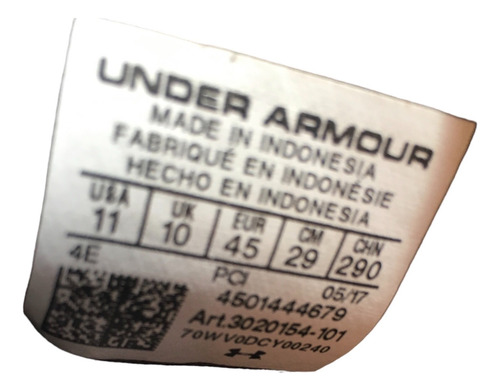 UNDER ARMOUR
MADE IN INDONESIA
FABRIQUÉ EN INDONÉSIE
HECHO EN INDONESIA
USA UK EUR CM CHN
11 10 45 29 290
4E PCI 05/17
4501444679
Art.3020154-101
70WV0DCY00240